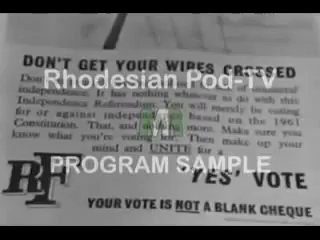 DON'T GET YOUR WIRES CROSSED
Don
Rhodesian Pod-TV
independence. It has nothing whatsoever to do with this
Independence Referendum. You will merely be voting
for or against independence based on the 1961
Constitution. That, and no more. Make sure you
know what you're voting for. Then make up your
mind and UNITE for a
PROGRAM SAMPLE
RF
'YES' VOTE
YOUR VOTE IS NOT A BLANK CHEQUE